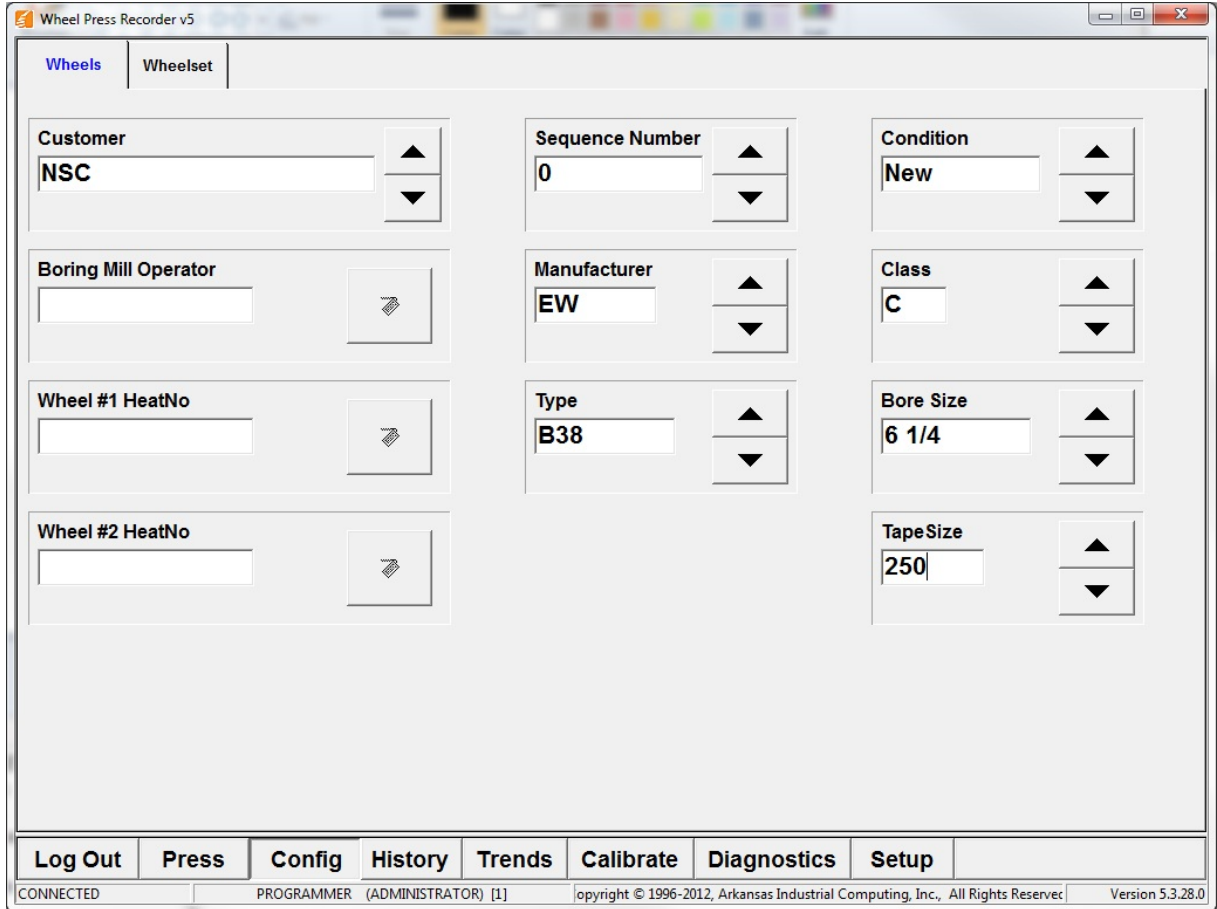 Wheel Press Recorder v5
Wheels Wheelset
Customer
NSC
Sequence Number
0
Condition
New
Boring Mill Operator
Manufacturer
EW
Class
C
Wheel #1 HeatNo
Type
B38
Bore Size
6 1/4
Wheel #2 HeatNo
TapeSize
250
Log Out Press Config History Trends Calibrate Diagnostics Setup
CONNECTED PROGRAMMER (ADMINISTRATOR) [1] opyright © 1996-2012, Arkansas Industrial Computing, Inc., All Rights Reservec Version 5.3.28.0